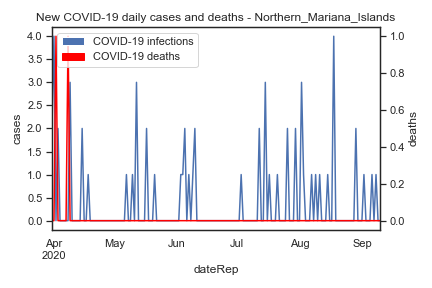 New COVID-19 daily cases and deaths - Northern_Mariana_Islands
COVID-19 infections
COVID-19 deaths
4.0
3.5
3.0
2.5
2.0
1.5
1.0
0.5
0.0
cases
1.0
0.8
0.6
0.4
0.2
0.0
deaths
Apr May Jun Jul Aug Sep
2020
dateRep